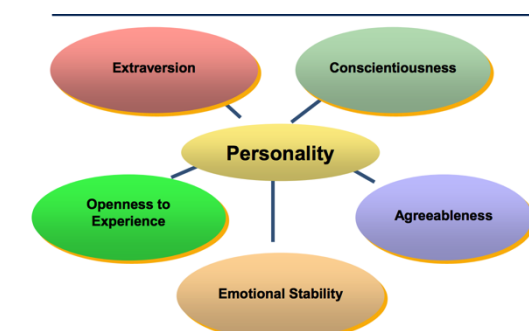 Extraversion
Conscientiousness
Personality
Openness to
Experience
Agreeableness
Emotional Stability